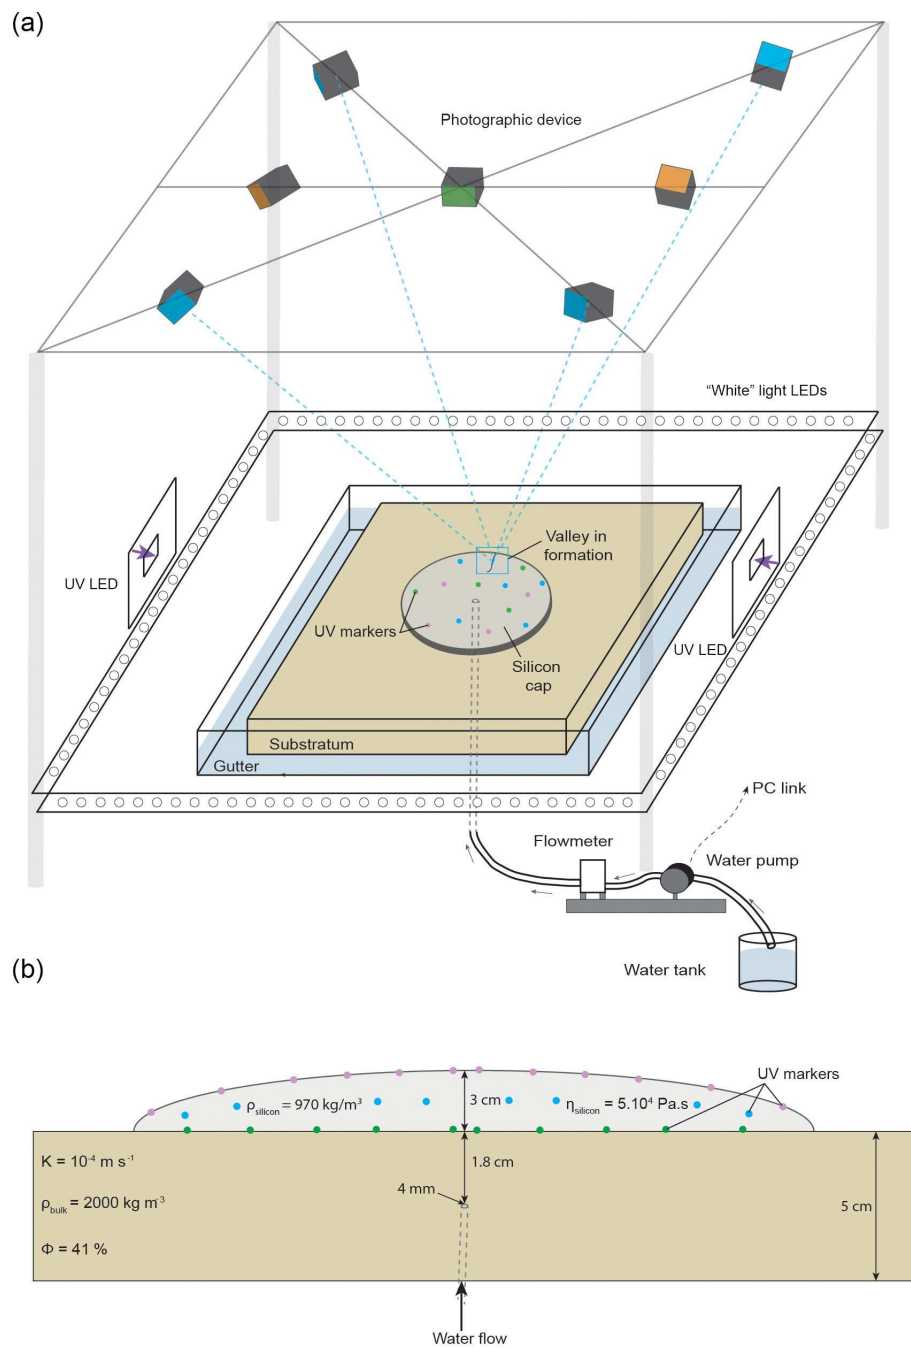 (a)
Photographic device
“White” light LEDs
Valley in
formation
UV LED
UV markers
Silicon
cap
UV LED
Substratum
Gutter
PC link
Flowmeter
Water pump
Water tank
(b)
UV markers
ρsilicon = 970 kg/m³
3 cm
ηsilicon = 5.10⁴ Pa.s
K = 10⁻⁴ m s⁻¹
1.8 cm
4 mm
ρbulk = 2000 kg m⁻³
5 cm
Φ = 41 %
Water flow